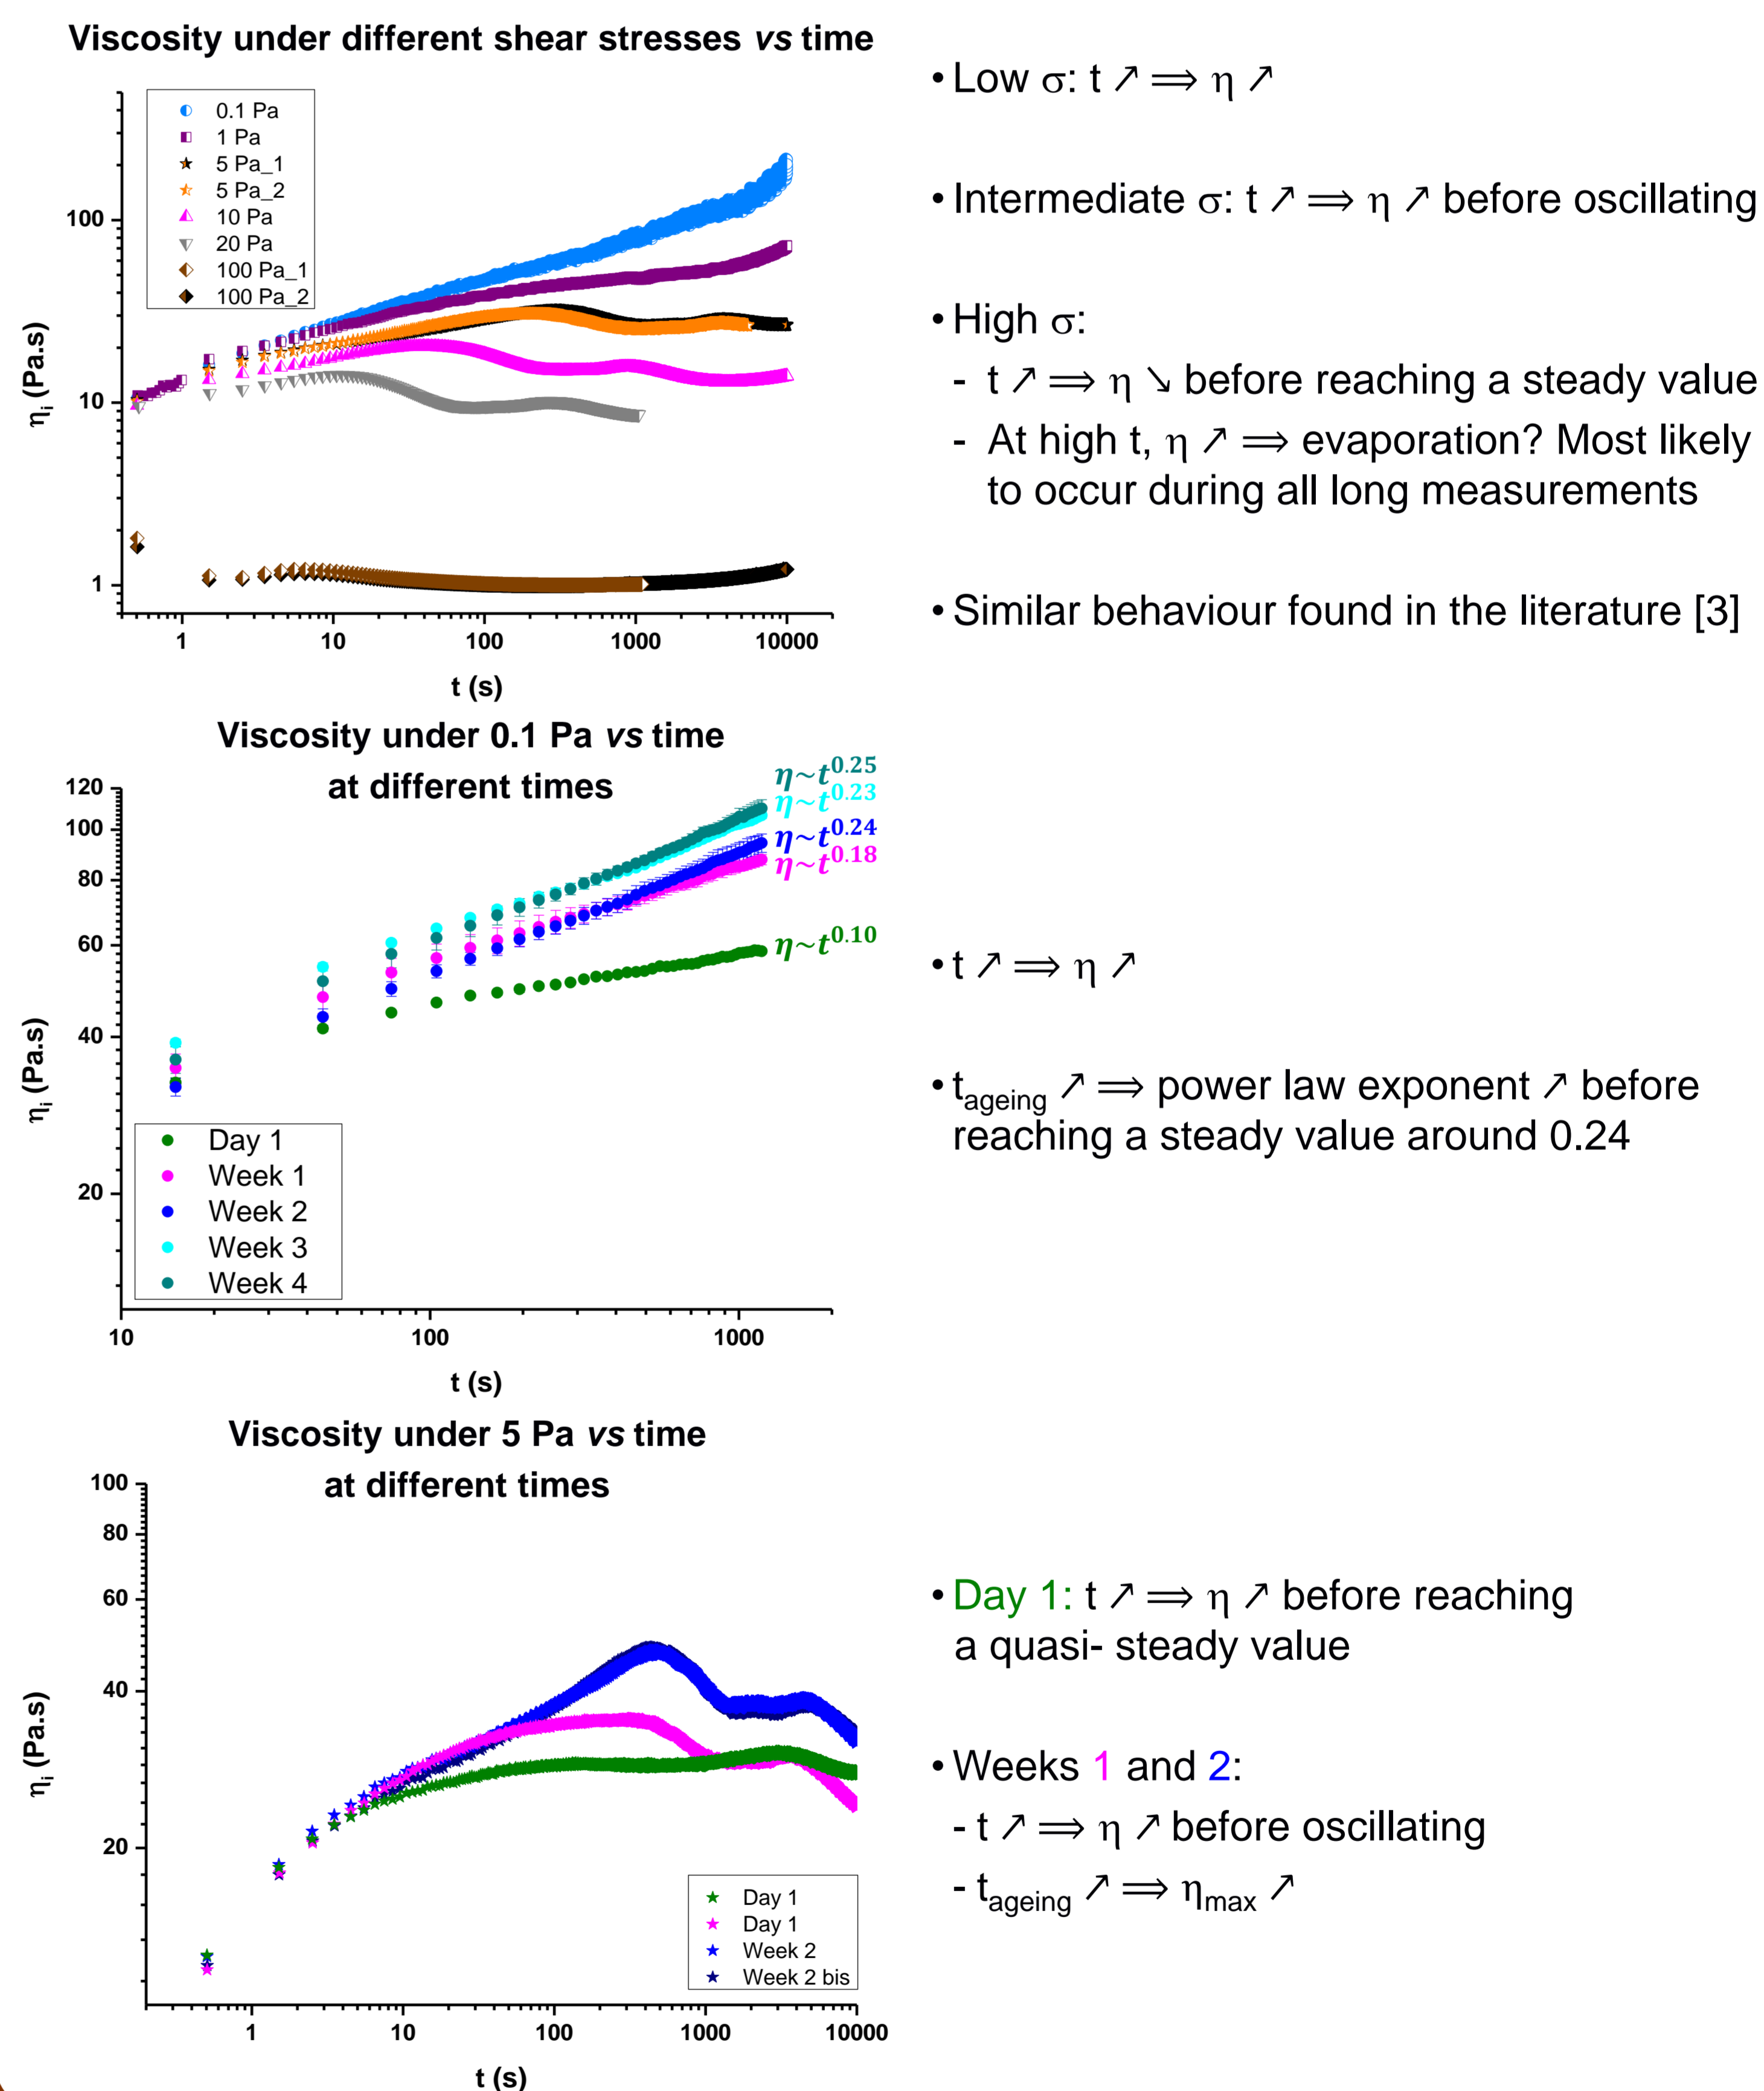 Viscosity under different shear stresses vs time
0.1 Pa
1 Pa
5 Pa_1
5 Pa_2
10 Pa
20 Pa
100 Pa_1
100 Pa_2
100
10
1
ηi (Pa.s)
1 10 100 1000 10000
t (s)
• Low σ: t ↗ ⟹ η ↗
• Intermediate σ: t ↗ ⟹ η ↗ before oscillating
• High σ:
- t ↗ ⟹ η ↘ before reaching a steady value
- At high t, η ↗ ⟹ evaporation? Most likely
to occur during all long measurements
• Similar behaviour found in the literature [3]
Viscosity under 0.1 Pa vs time
at different times
120
100
80
60
40
20
ηi (Pa.s)
η~t^0.25
η~t^0.23
η~t^0.24
η~t^0.18
η~t^0.10
Day 1
Week 1
Week 2
Week 3
Week 4
10 100 1000
t (s)
• t ↗ ⟹ η ↗
• tageing ↗ ⟹ power law exponent ↗ before
reaching a steady value around 0.24
Viscosity under 5 Pa vs time
at different times
100
80
60
40
20
ηi (Pa.s)
Day 1
Day 1
Week 2
Week 2 bis
1 10 100 1000 10000
t (s)
• Day 1: t ↗ ⟹ η ↗ before reaching
a quasi- steady value
• Weeks 1 and 2:
- t ↗ ⟹ η ↗ before oscillating
- tageing ↗ ⟹ ηmax ↗